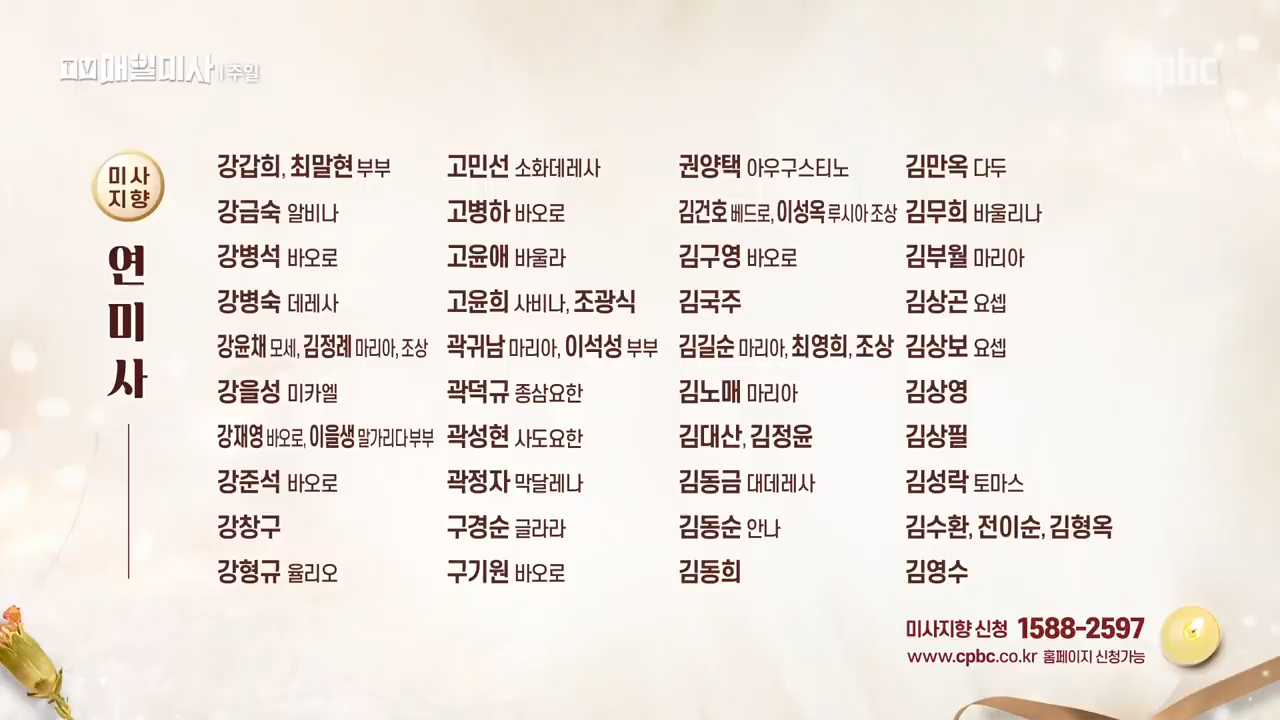 TV매일미사 | 주일
cpbc
미사
지향
연미사
강갑희, 최말현 부부
강금숙 알비나
강병석 바오로
강병숙 데레사
강윤채 모세, 김정례 마리아, 조상
강을성 미카엘
강재영 바오로, 이을생 말가리다 부부
강준석 바오로
강창구
강형규 율리오
고민선 소화데레사
고병하 바오로
고윤애 바울라
고윤희 사비나, 조광식
곽귀남 마리아, 이석성 부부
곽덕규 종삼요한
곽성현 사도요한
곽정자 막달레나
구경순 글라라
구기원 바오로
권양택 아우구스티노
김건호 베드로, 이성옥 루시아 조상
김구영 바오로
김국주
김길순 마리아, 최영희, 조상
김노매 마리아
김대산, 김정윤
김동금 대데레사
김동순 안나
김동희
김만옥 다두
김무희 바울리나
김부월 마리아
김상곤 요셉
김상보 요셉
김상영
김상필
김성락 토마스
김수환, 전이순, 김형옥
김영수
미사지향 신청 1588-2597
www.cpbc.co.kr 홈페이지 신청가능